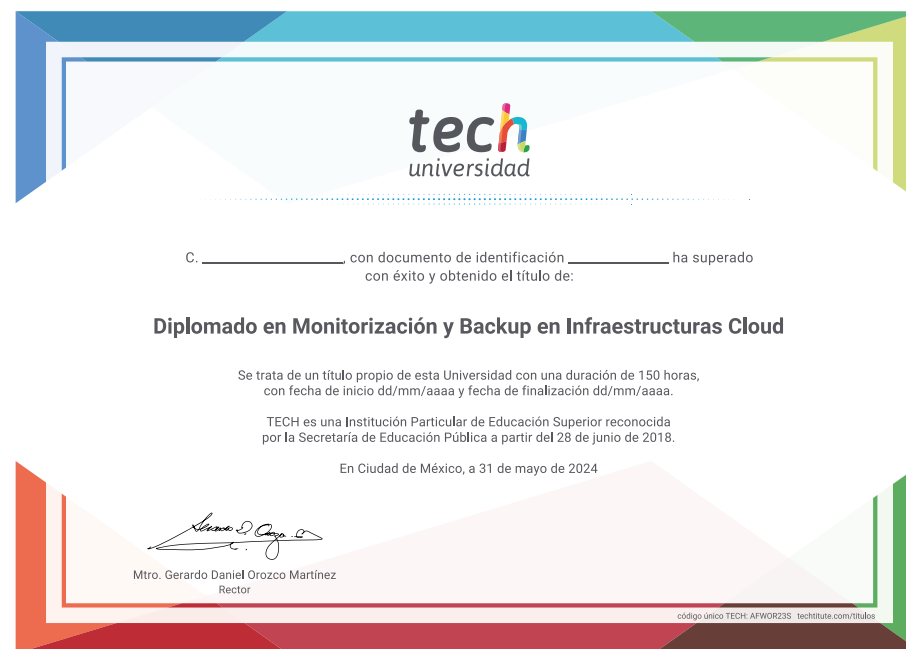 tech
universidad
C. ____________, con documento de identificación ____________ ha superado
con éxito y obtenido el título de:
Diplomado en Monitorización y Backup en Infraestructuras Cloud
Se trata de un título propio de esta Universidad con una duración de 150 horas,
con fecha de inicio dd/mm/aaaa y fecha de finalización dd/mm/aaaa.
TECH es una Institución Particular de Educación Superior reconocida
por la Secretaría de Educación Pública a partir del 28 de junio de 2018.
En Ciudad de México, a 31 de mayo de 2024
Mtro. Gerardo Daniel Orozco Martínez
Rector
código único TECH: AFWOR23S techtitute.com/titulos